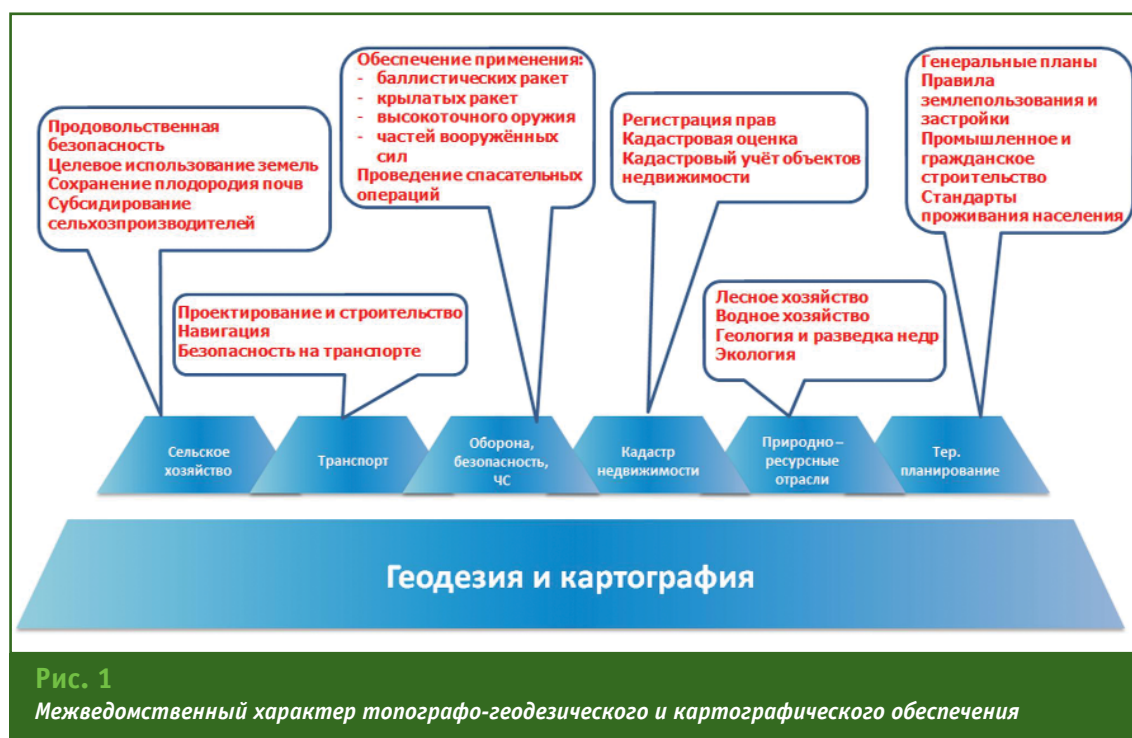 Продовольственная
безопасность
Целевое использование земель
Сохранение плодородия почв
Субсидирование
сельхозпроизводителей
Обеспечение применения:
- баллистических ракет
- крылатых ракет
- высокоточного оружия
- частей вооружённых
сил
Проведение спасательных
операций
Регистрация прав
Кадастровая оценка
Кадастровый учёт объектов
недвижимости
Генеральные планы
Правила
землепользования и
застройки
Промышленное и
гражданское
строительство
Стандарты
проживания населения
Проектирование и строительство
Навигация
Безопасность на транспорте
Лесное хозяйство
Водное хозяйство
Геология и разведка недр
Экология
Сельское
хозяйство
Транспорт
Оборона,
безопасность,
ЧС
Кадастр
недвижимости
Природно –
ресурсные
отрасли
Тер.
планирование
Геодезия и картография
Рис. 1
Межведомственный характер топографо-геодезического и картографического обеспечения